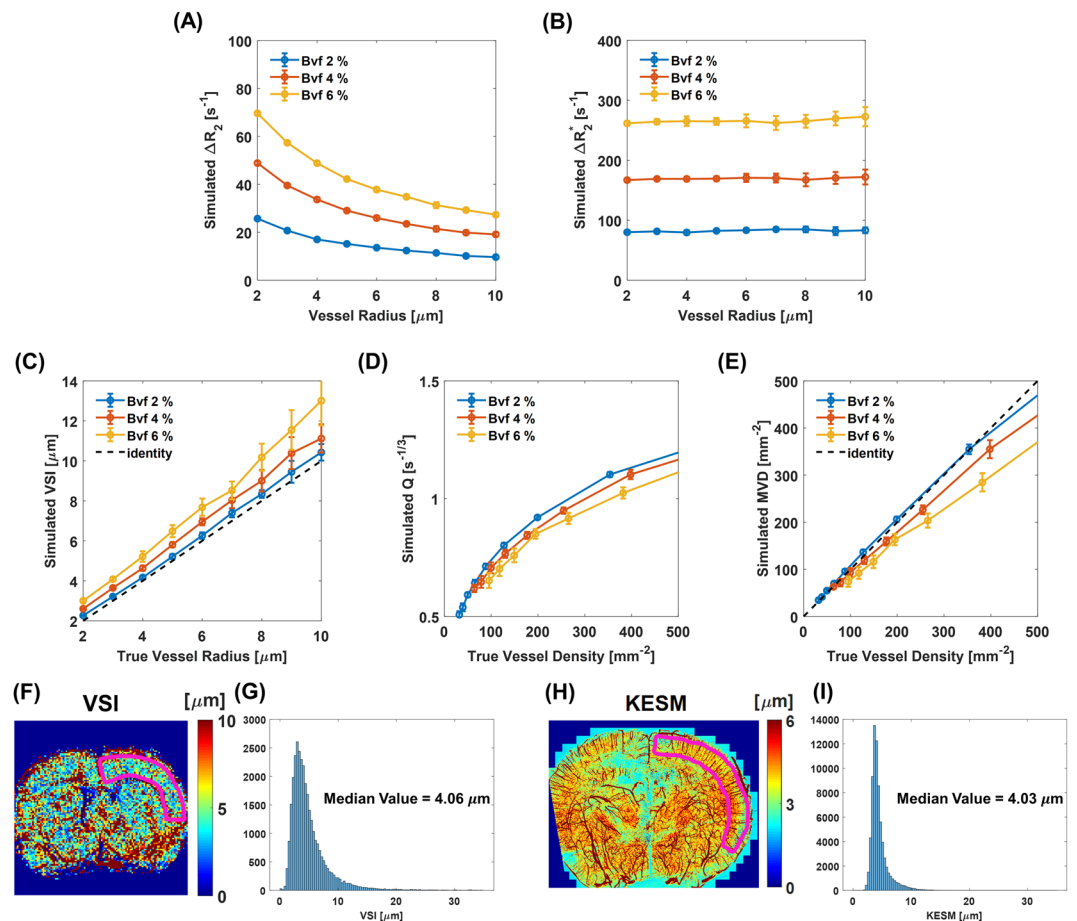 (A)
100
80
60
40
20
0
Simulated ΔR2 [s-1]
Bvf 2 %
Bvf 4 %
Bvf 6 %
2 4 6 8 10
Vessel Radius [μm]
(B)
400
300
200
100
0
Simulated ΔR2* [s-1]
Bvf 2 %
Bvf 4 %
Bvf 6 %
2 4 6 8 10
Vessel Radius [μm]
(C)
14
12
10
8
6
4
2
Simulated VSI [μm]
Bvf 2 %
Bvf 4 %
Bvf 6 %
identity
2 4 6 8 10
True Vessel Radius [μm]
(D)
1.5
1
0.5
Simulated Q [s-1/3]
Bvf 2 %
Bvf 4 %
Bvf 6 %
0 100 200 300 400 500
True Vessel Density [mm-2]
(E)
500
400
300
200
100
0
Simulated MVD [mm-2]
Bvf 2 %
Bvf 4 %
Bvf 6 %
identity
0 100 200 300 400 500
True Vessel Density [mm-2]
(F)
VSI
[μm]
10
5
0
(G)
3000
2500
2000
1500
1000
500
0
Median Value = 4.06 μm
0 10 20 30
VSI
(H)
KESM
[μm]
6
3
0
(I)
14000
12000
10000
8000
6000
4000
2000
0
Median Value = 4.03 μm
0 10 20 30
KESM [μm]